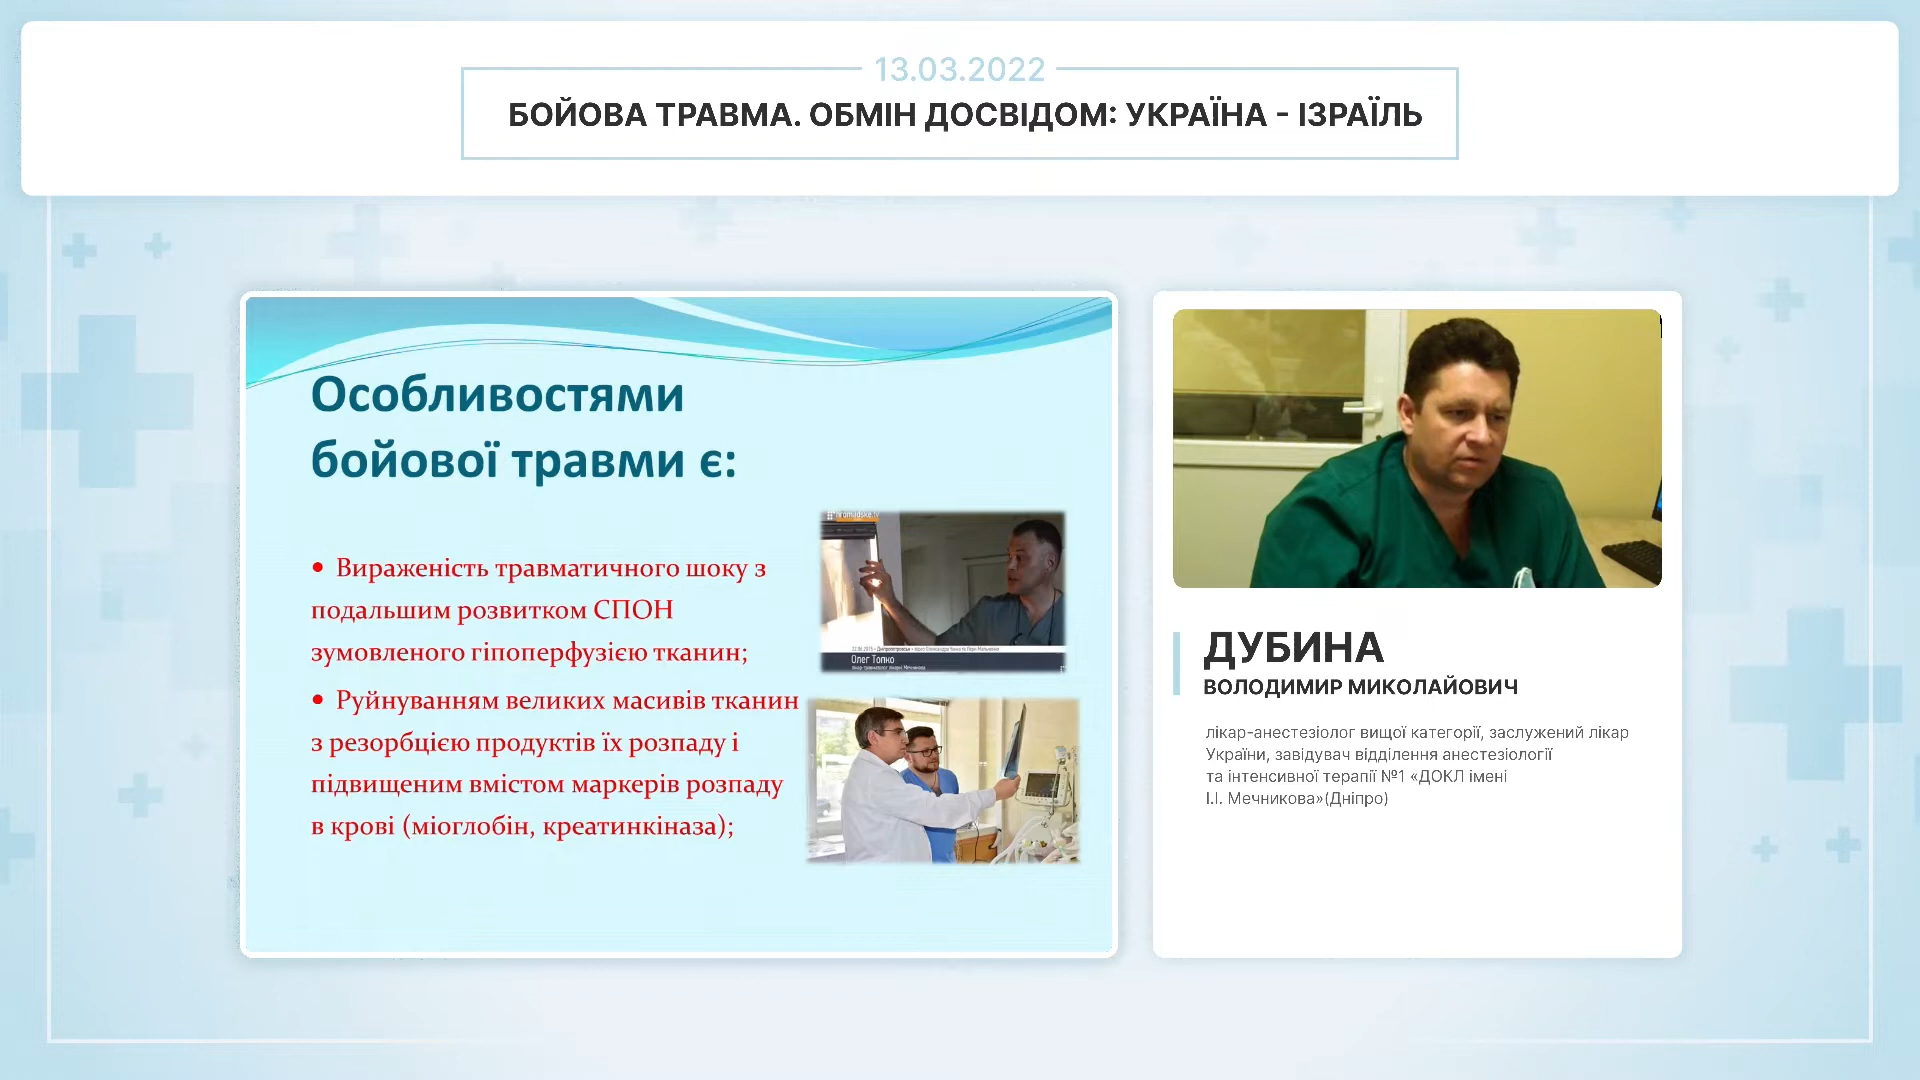 13.03.2022
БОЙОВА ТРАВМА. ОБМІН ДОСВІДОМ: УКРАЇНА - ІЗРАЇЛЬ
Особливостями
бойової травми є:
• Вираженість травматичного шоку з
подальшим розвитком СПОН
зумовленого гіпоперфузією тканин;
• Руйнуванням великих масивів тканин
з резорбцією продуктів їх розпаду і
підвищеним вмістом маркерів розпаду
в крові (міоглобін, креатинкіназа);
hromadske.tv
Олег Топко
ДУБИНА
ВОЛОДИМИР МИКОЛАЙОВИЧ
лікар-анестезіолог вищої категорії, заслужений лікар
України, завідувач відділення анестезіології
та інтенсивної терапії №1 «ДОКЛ імені
І.І. Мечникова»(Дніпро)